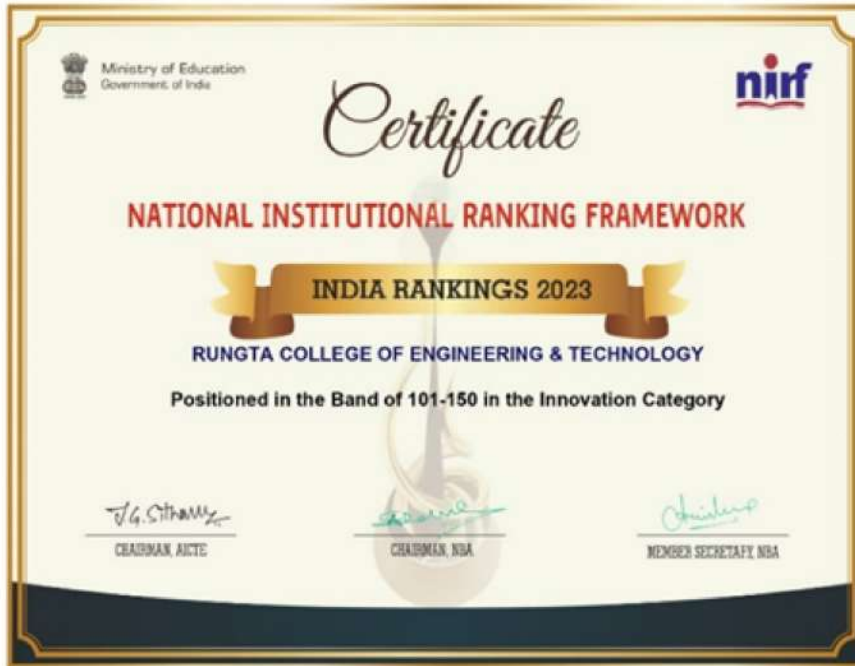 Ministry of Education
Government of India
nirf
Certificate
NATIONAL INSTITUTIONAL RANKING FRAMEWORK
INDIA RANKINGS 2023
RUNGTA COLLEGE OF ENGINEERING & TECHNOLOGY
Positioned in the Band of 101-150 in the Innovation Category
CHAIRMAN, AICTE
CHAIRMAN, NBA
MEMBER SECRETAFY, NBA